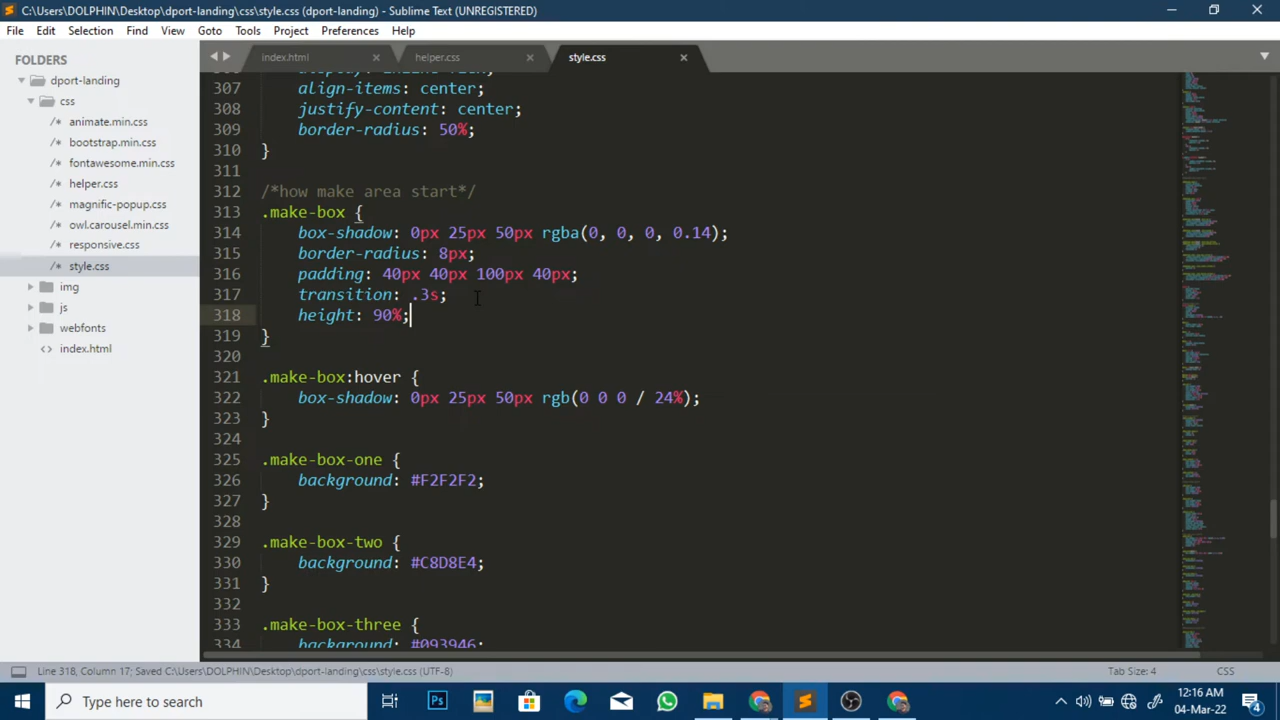 C:\Users\DOLPHIN\Desktop\dport-landing\css\style.css (dport-landing) - Sublime Text (UNREGISTERED)
File Edit Selection Find View Goto Tools Project Preferences Help
FOLDERS
dport-landing
css
/* animate.min.css
/* bootstrap.min.css
/* fontawesome.min.css
/* helper.css
/* magnific-popup.css
/* owl.carousel.min.css
/* responsive.css
/* style.css
img
js
webfonts
<> index.html
index.html helper.css style.css
307 align-items: center;
308 justify-content: center;
309 border-radius: 50%;
310 }
311
312 /*how make area start*/
313 .make-box {
314 box-shadow: 0px 25px 50px rgba(0, 0, 0, 0.14);
315 border-radius: 8px;
316 padding: 40px 40px 100px 40px;
317 transition: .3s;
318 height: 90%;
319 }
320
321 .make-box:hover {
322 box-shadow: 0px 25px 50px rgb(0 0 0 / 24%);
323 }
324
325 .make-box-one {
326 background: #F2F2F2;
327 }
328
329 .make-box-two {
330 background: #C8D8E4;
331 }
332
333 .make-box-three {
334 background: #093946;
Line 318, Column 17; Saved C:\Users\DOLPHIN\Desktop\dport-landing\css\style.css (UTF-8)
Tab Size: 4
CSS
Type here to search
Ps
12:16 AM
04-Mar-22
4